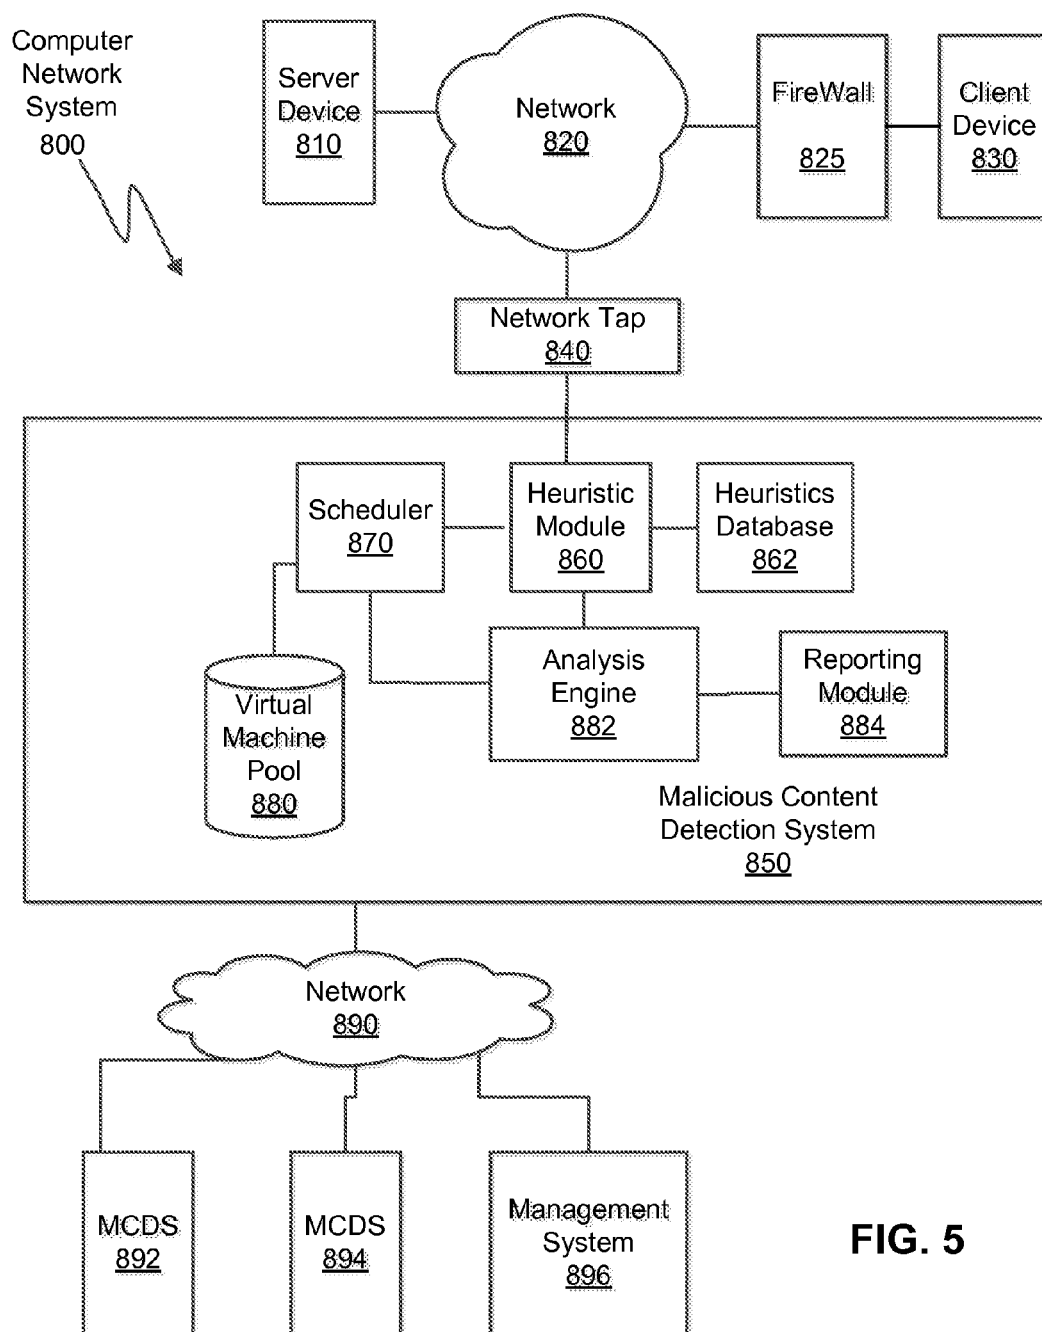 Computer
Network
System
800
Server
Device
810
Network
820
FireWall
825
Client
Device
830
Network Tap
840
Scheduler
870
Heuristic
Module
860
Heuristics
Database
862
Virtual
Machine
Pool
880
Analysis
Engine
882
Reporting
Module
884
Malicious Content
Detection System
850
Network
890
MCDS
892
MCDS
894
Management
System
896
FIG. 5